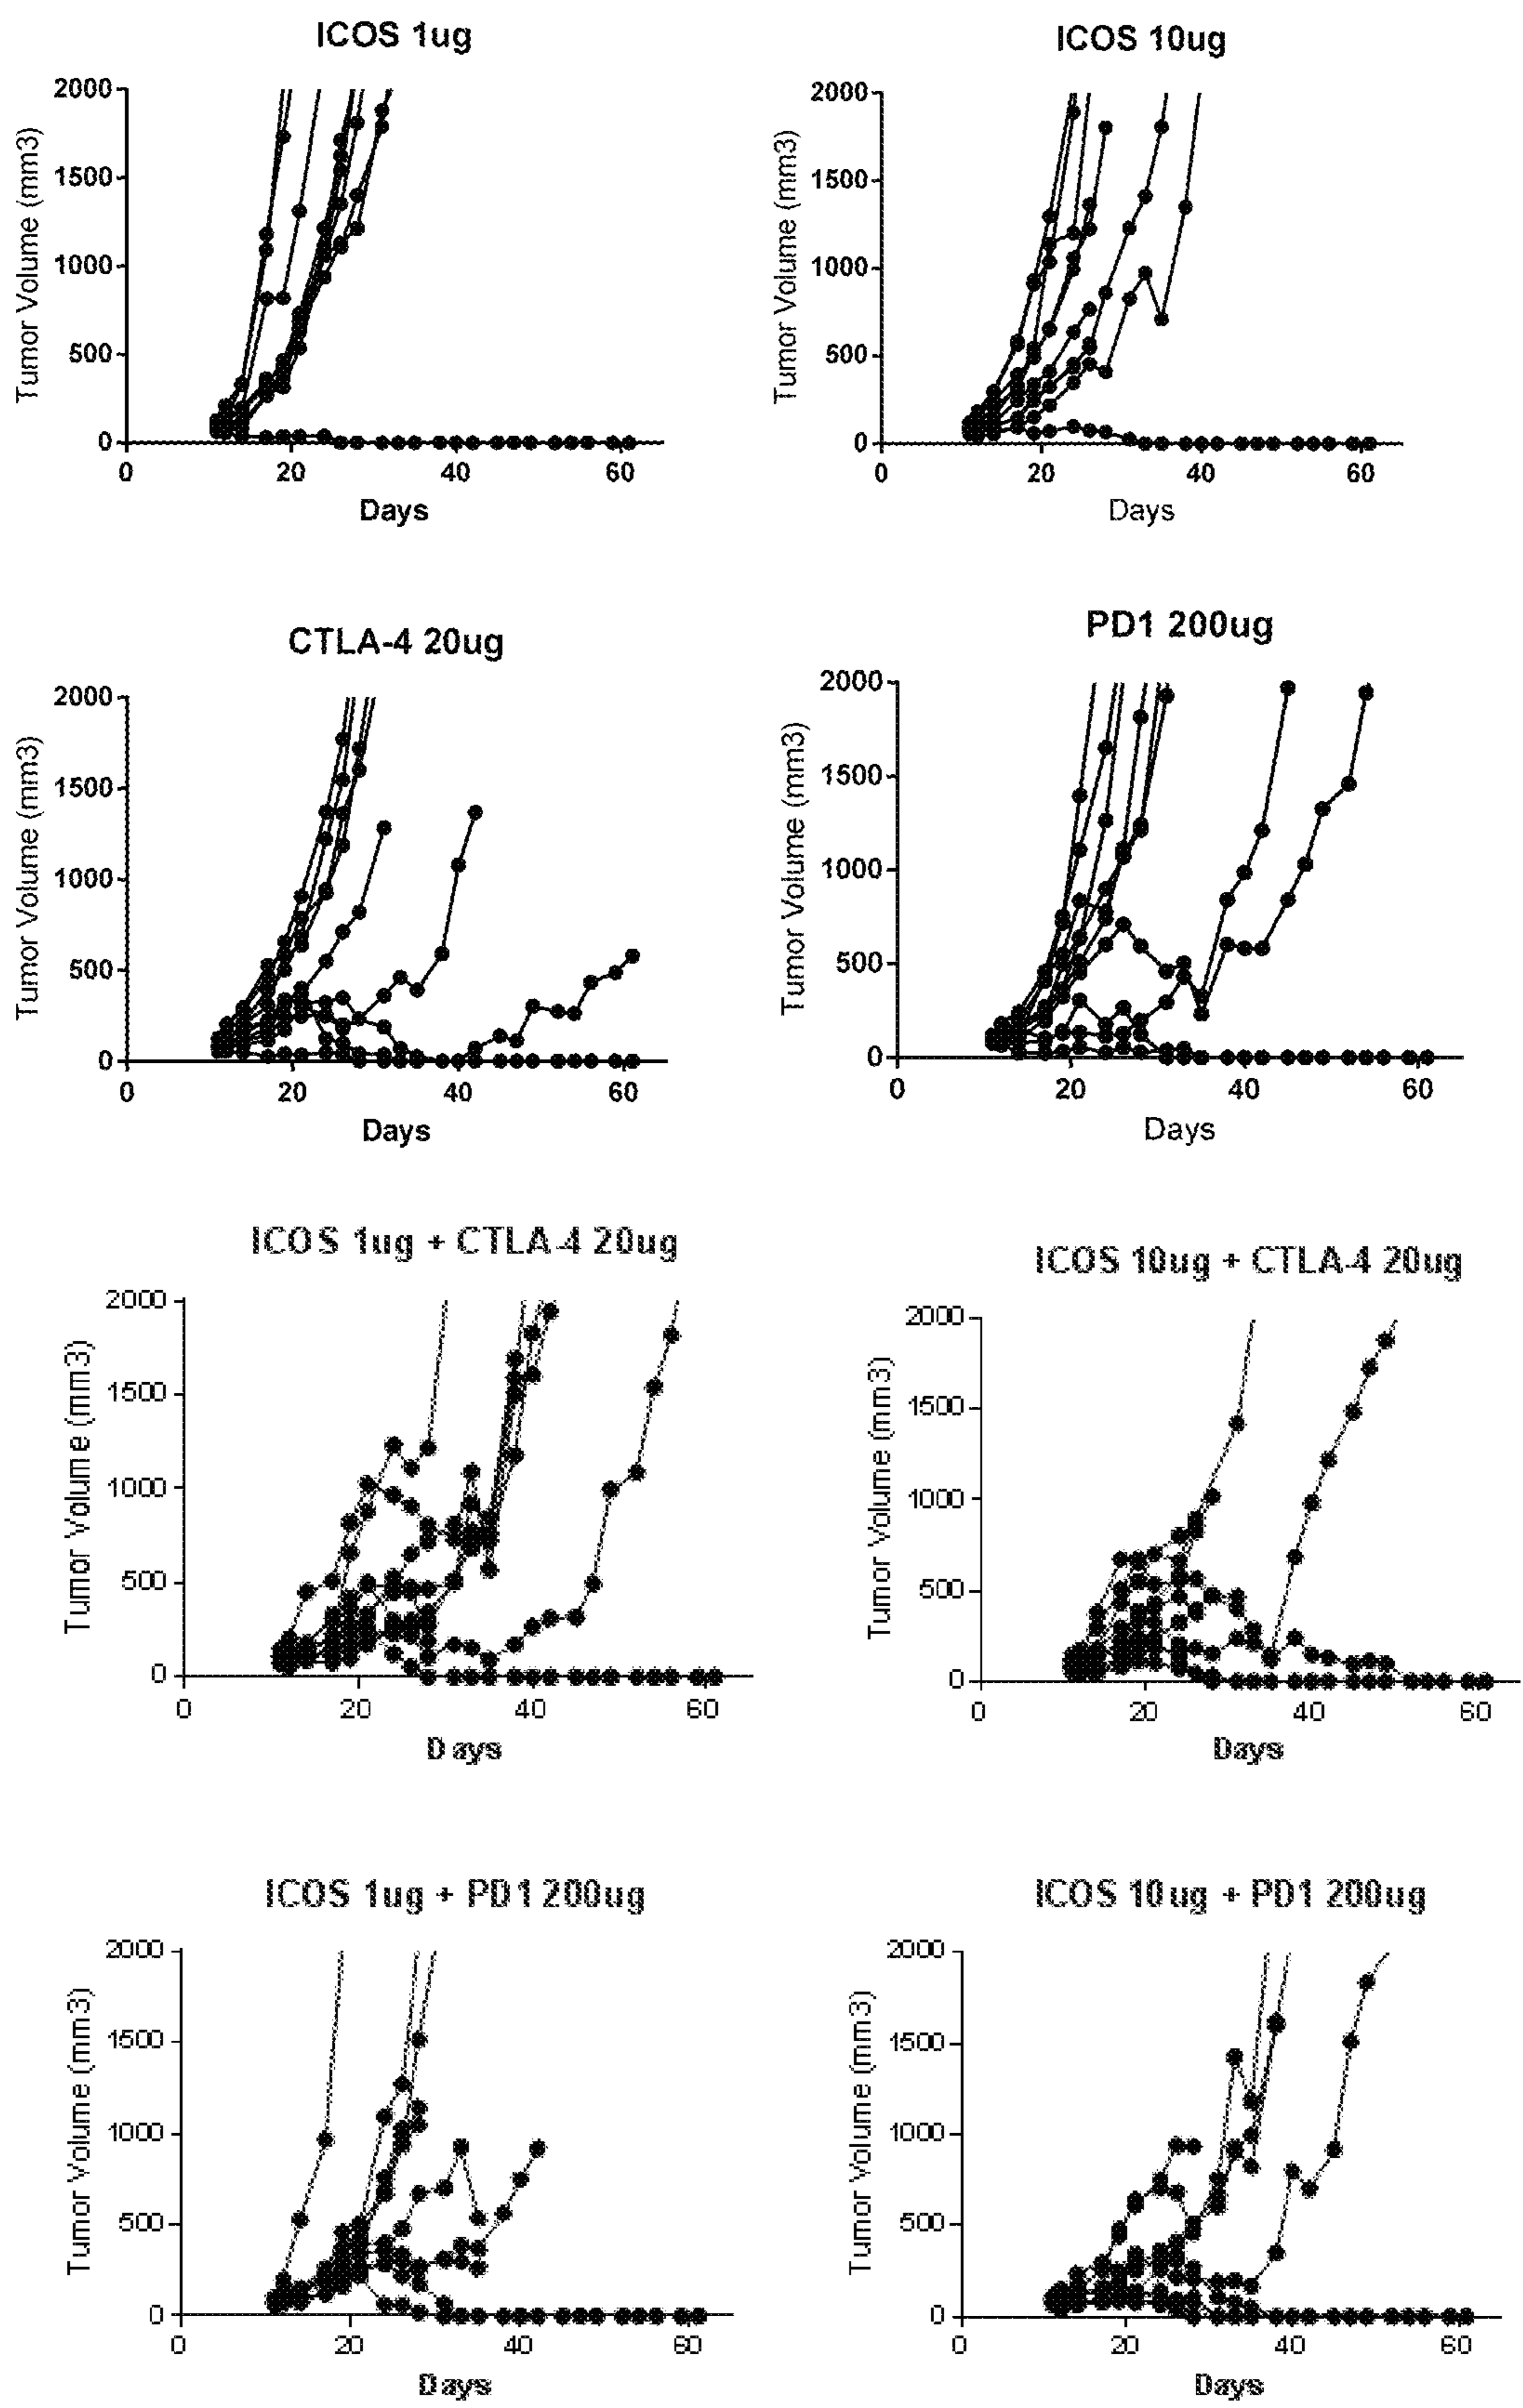 ICOS 1ug
Tumor Volume (mm3)
2000
1500
1000
500
0
0 20 40 60
Days
ICOS 10ug
Tumor Volume (mm3)
2000
1500
1000
500
0
0 20 40 60
Days
CTLA-4 20ug
Tumor Volume (mm3)
2000
1500
1000
500
0
0 20 40 60
Days
PD1 200ug
Tumor Volume (mm3)
2000
1500
1000
500
0
0 20 40 60
Days
ICOS 1ug + CTLA-4 20ug
Tumor Volume (mm3)
2000
1500
1000
500
0
0 20 40 60
Days
ICOS 10ug + CTLA-4 20ug
Tumor Volume (mm3)
2000
1500
1000
500
0
0 20 40 60
Days
ICOS 1ug + PD1 200ug
Tumor Volume (mm3)
2000
1500
1000
500
0
0 20 40 60
Days
ICOS 10ug + PD1 200ug
Tumor Volume (mm3)
2000
1500
1000
500
0
0 20 40 60
Days